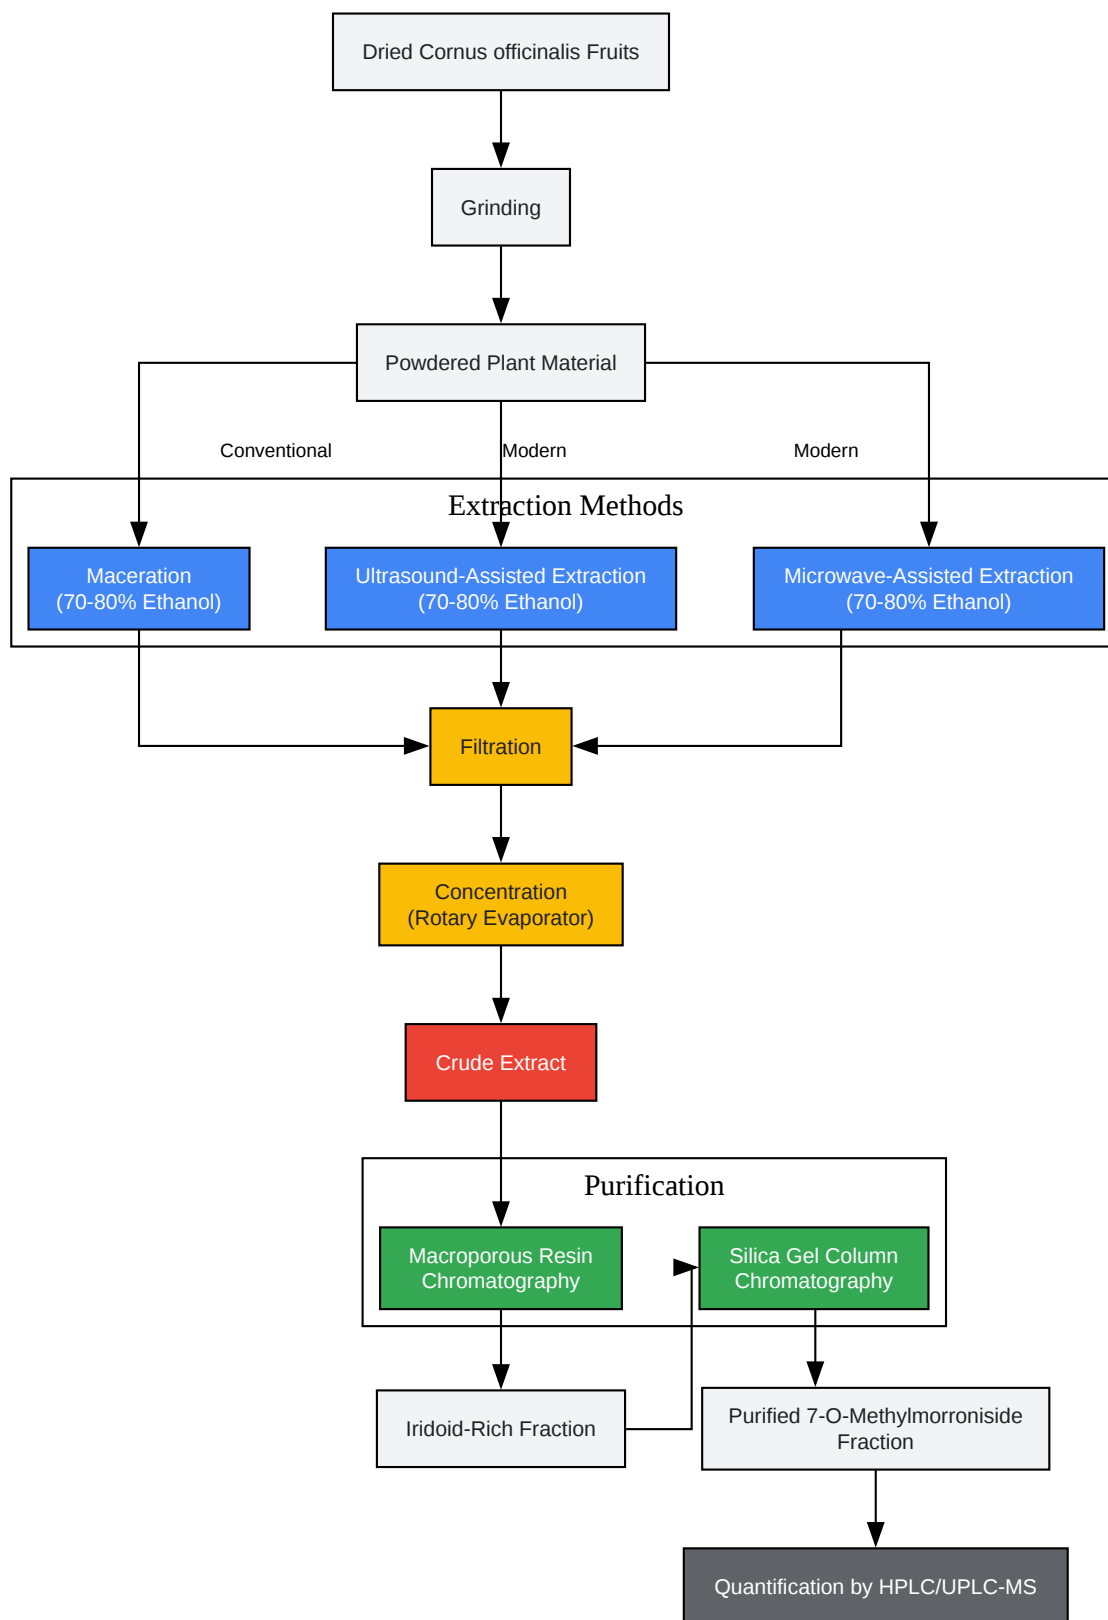 Dried Cornus officinalis Fruits
Grinding
Powdered Plant Material
Conventional
Modern
Modern
Extraction Methods
Maceration
(70-80% Ethanol)
Ultrasound-Assisted Extraction
(70-80% Ethanol)
Microwave-Assisted Extraction
(70-80% Ethanol)
Filtration
Concentration
(Rotary Evaporator)
Crude Extract
Purification
Macroporous Resin
Chromatography
Silica Gel Column
Chromatography
Iridoid-Rich Fraction
Purified 7-O-Methylmorroniside
Fraction
Quantification by HPLC/UPLC-MS